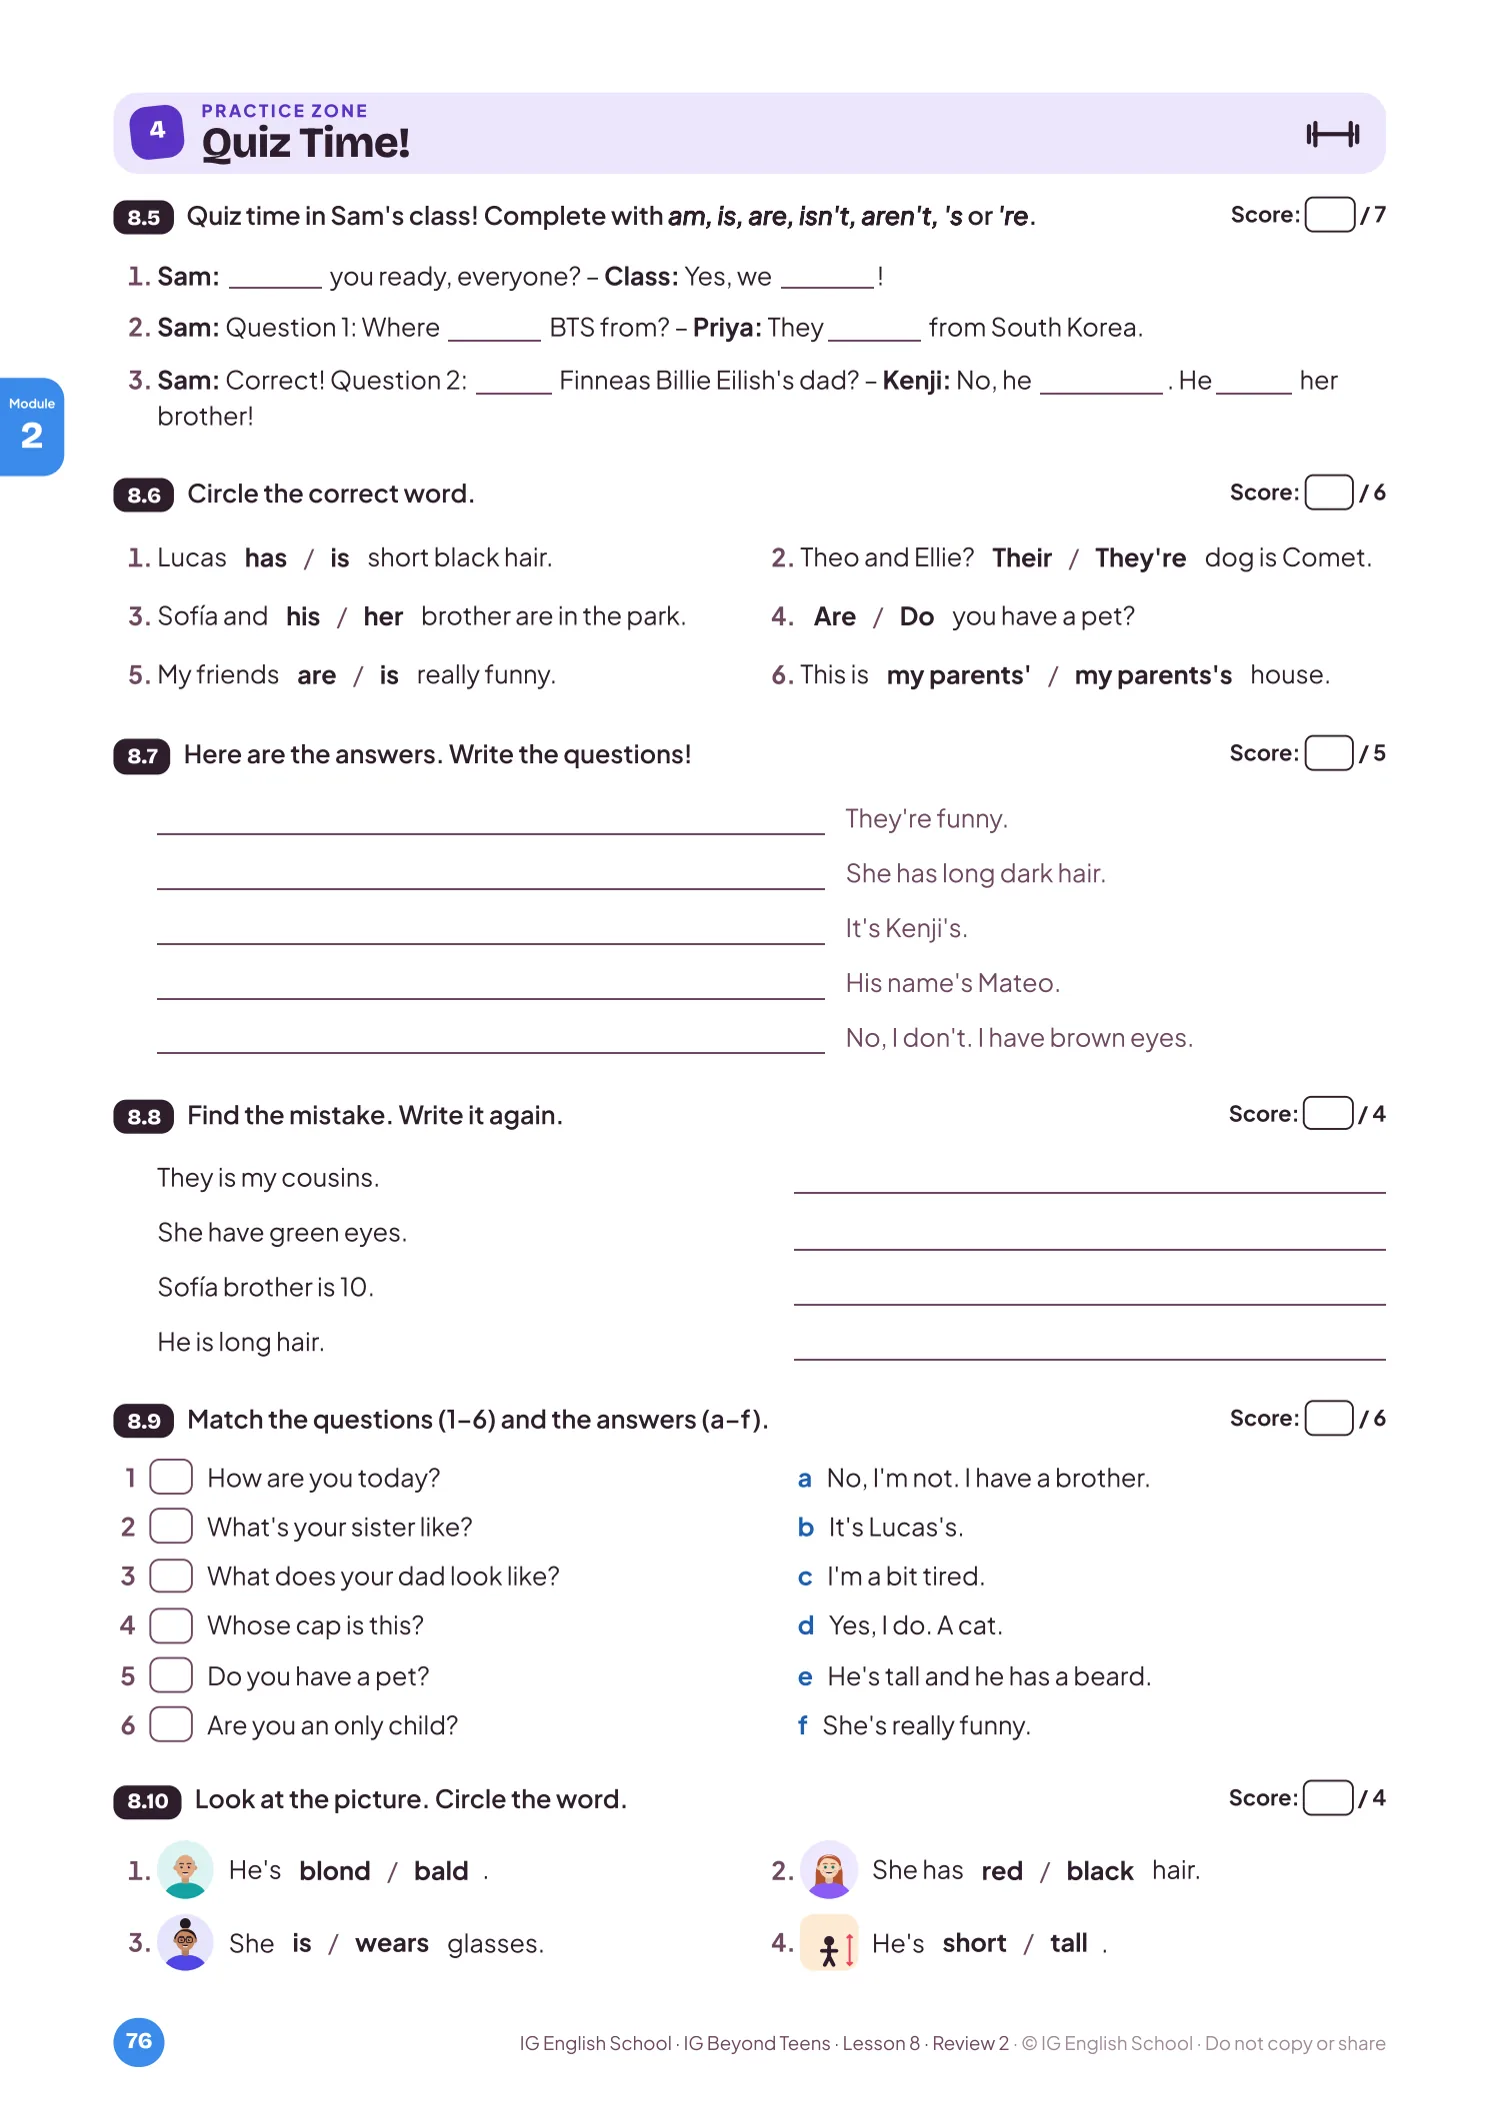 4
PRACTICE ZONE
Quiz Time!
8.5 Quiz time in Sam's class! Complete with am, is, are, isn't, aren't, 's or 're. Score: / 7
1. Sam: ______ you ready, everyone? – Class: Yes, we ______ !
2. Sam: Question 1: Where ______ BTS from? – Priya: They ______ from South Korea.
3. Sam: Correct! Question 2: ______ Finneas Billie Eilish's dad? – Kenji: No, he ______ . He ______ her
brother!
Module
2
8.6 Circle the correct word. Score: / 6
1. Lucas has / is short black hair.
2. Theo and Ellie? Their / They're dog is Comet.
3. Sofía and his / her brother are in the park.
4. Are / Do you have a pet?
5. My friends are / is really funny.
6. This is my parents' / my parents's house.
8.7 Here are the answers. Write the questions! Score: / 5
They're funny.
She has long dark hair.
It's Kenji's.
His name's Mateo.
No, I don't. I have brown eyes.
8.8 Find the mistake. Write it again. Score: / 4
They is my cousins.
She have green eyes.
Sofía brother is 10.
He is long hair.
8.9 Match the questions (1–6) and the answers (a–f). Score: / 6
1 How are you today?
2 What's your sister like?
3 What does your dad look like?
4 Whose cap is this?
5 Do you have a pet?
6 Are you an only child?
a No, I'm not. I have a brother.
b It's Lucas's.
c I'm a bit tired.
d Yes, I do. A cat.
e He's tall and he has a beard.
f She's really funny.
8.10 Look at the picture. Circle the word. Score: / 4
1. He's blond / bald .
2. She has red / black hair.
3. She is / wears glasses.
4. He's short / tall .
76
IG English School · IG Beyond Teens · Lesson 8 · Review 2 · © IG English School · Do not copy or share